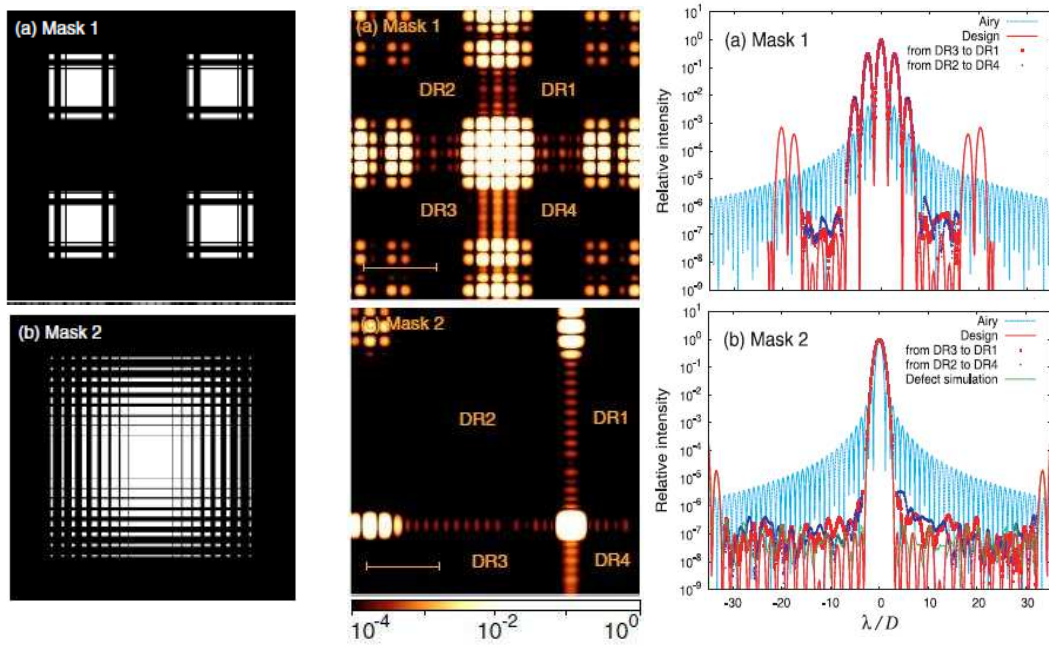 (a) Mask 1
(b) Mask 2
(a) Mask 1
DR2
DR1
DR3
DR4
(c) Mask 2
DR2
DR1
DR3
DR4
10^-4
10^-2
10^0
(a) Mask 1
Airy
Design
from DR3 to DR1
from DR2 to DR4
Relative intensity
10^1
10^0
10^-1
10^-2
10^-3
10^-4
10^-5
10^-6
10^-7
10^-8
10^-9
(b) Mask 2
Airy
Design
from DR3 to DR1
from DR2 to DR4
Defect simulation
Relative intensity
10^1
10^0
10^-1
10^-2
10^-3
10^-4
10^-5
10^-6
10^-7
10^-8
10^-9
-30 -20 -10 0 10 20 30
λ/D